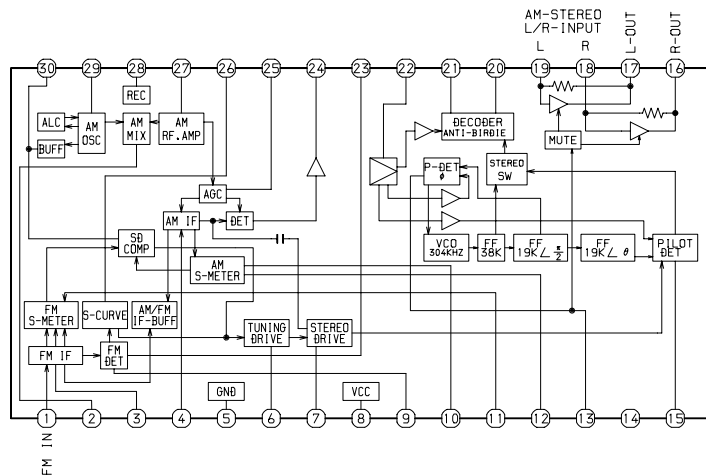 AM-STEREO
L/R-INPUT
L R L-OUT R-OUT
30 29 28 27 26 25 24 23 22 21 20 19 18 17 16
REC
ALC
AM
OSC
AM
MIX
AM
RF.AMP
BUFF
DECODER
ANTI-BIRDIE
MUTE
P-DET
φ
STEREO
SW
AGC
AM IF
DET
SD
COMP
VCO
304KHZ
FF
38K
FF
19K∠ π/2
FF
19K∠ θ
PILOT
DET
AM
S-METER
FM
S-METER
S-CURVE
AM/FM
IF-BUFF
TUNING
DRIVE
STEREO
DRIVE
FM IF
FM
DET
GND
VCC
1 2 3 4 5 6 7 8 9 10 11 12 13 14 15
FM IN